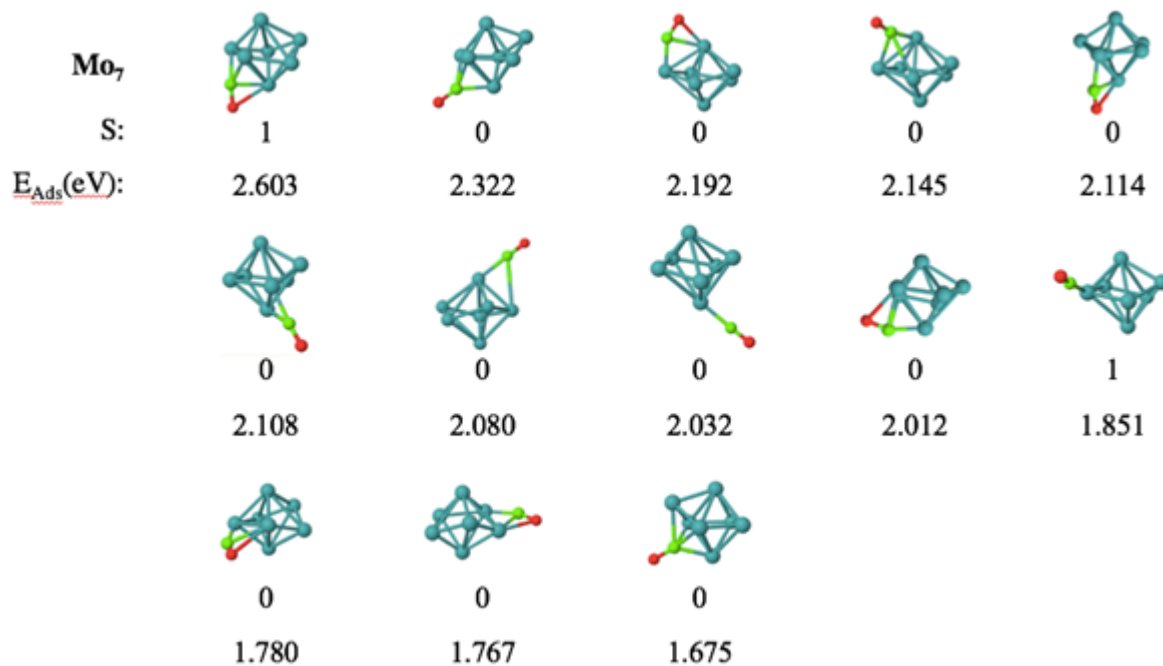 Mo₇
S: 1 0 0 0 0
E_Ads(eV): 2.603 2.322 2.192 2.145 2.114
0 0 0 0 1
2.108 2.080 2.032 2.012 1.851
0 0 0
1.780 1.767 1.675